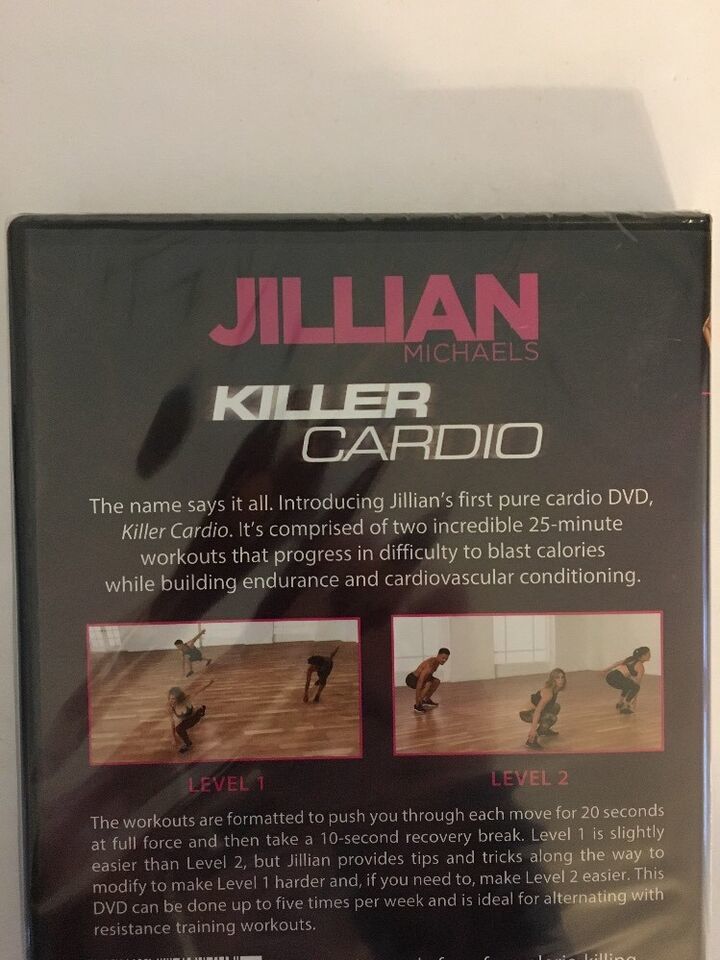 JILLIAN
MICHAELS
KILLER
CARDIO
The name says it all. Introducing Jillian's first pure cardio DVD,
Killer Cardio. It's comprised of two incredible 25-minute
workouts that progress in difficulty to blast calories
while building endurance and cardiovascular conditioning.
LEVEL 1
LEVEL 2
The workouts are formatted to push you through each move for 20 seconds
at full force and then take a 10-second recovery break. Level 1 is slightly
easier than Level 2, but Jillian provides tips and tricks along the way to
modify to make Level 1 harder and, if you need to, make Level 2 easier. This
DVD can be done up to five times per week and is ideal for alternating with
resistance training workouts.
killing